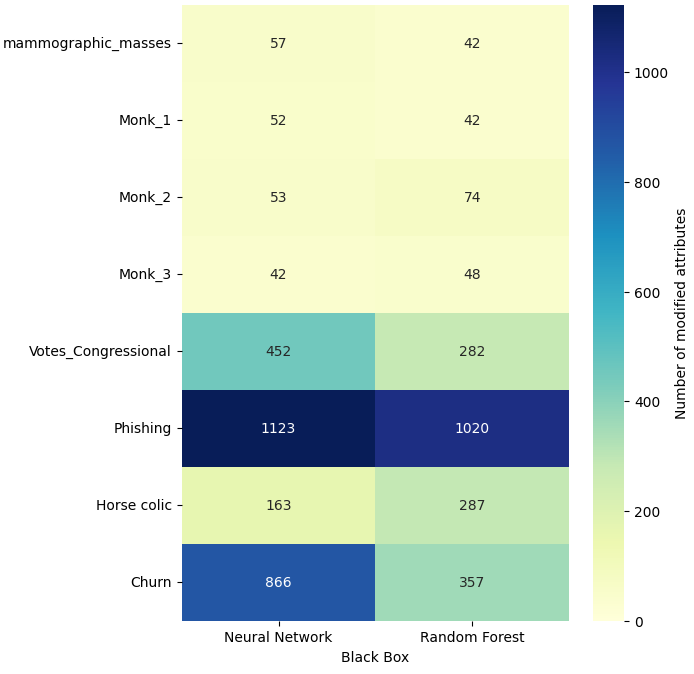 mammographic_masses 57 42
Monk_1 52 42
Monk_2 53 74
Monk_3 42 48
Votes_Congressional 452 282
Phishing 1123 1020
Horse colic 163 287
Churn 866 357
Neural Network Random Forest
Black Box
1000
800
600
400
200
0
Number of modified attributes